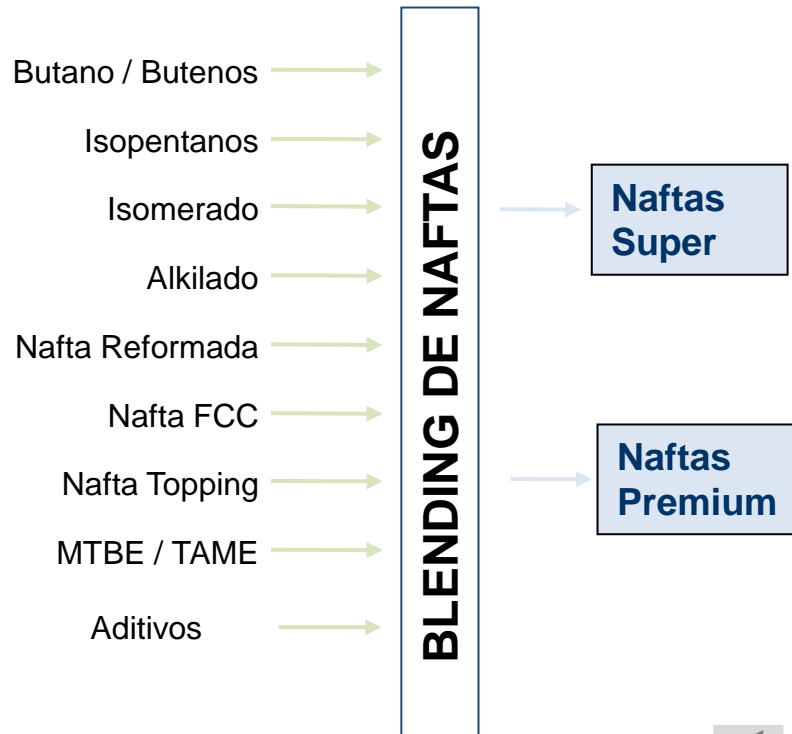 Butano / Butenos
Isopentanos
Isomerado
Alkilado
Nafta Reformada
Nafta FCC
Nafta Topping
MTBE / TAME
Aditivos
BLENDING DE NAFTAS
Naftas
Super
Naftas
Premium